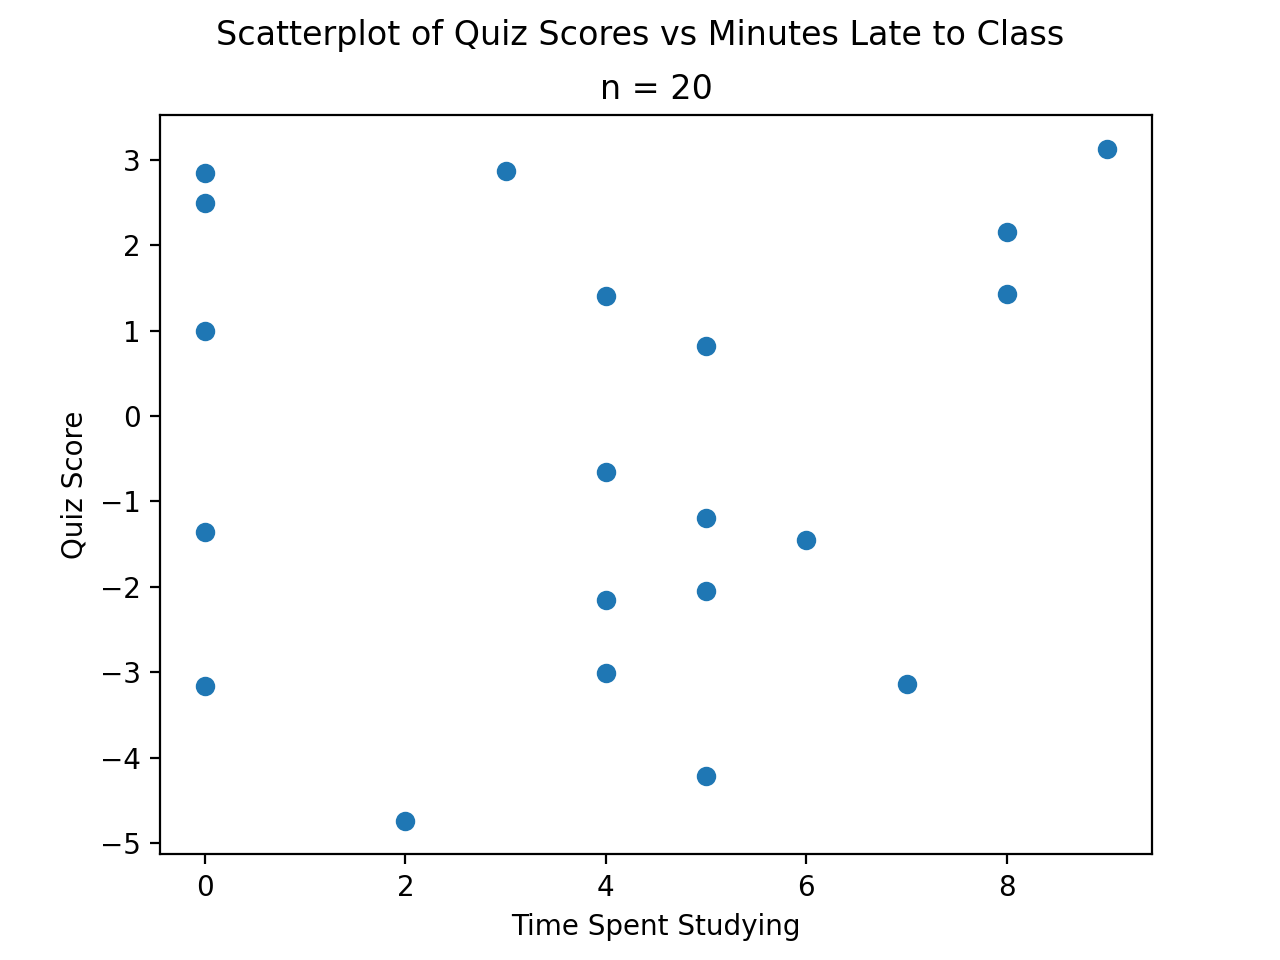 Scatterplot of Quiz Scores vs Minutes Late to Class
n = 20
3
2
1
0
−1
−2
−3
−4
−5
Quiz Score
0 2 4 6 8
Time Spent Studying